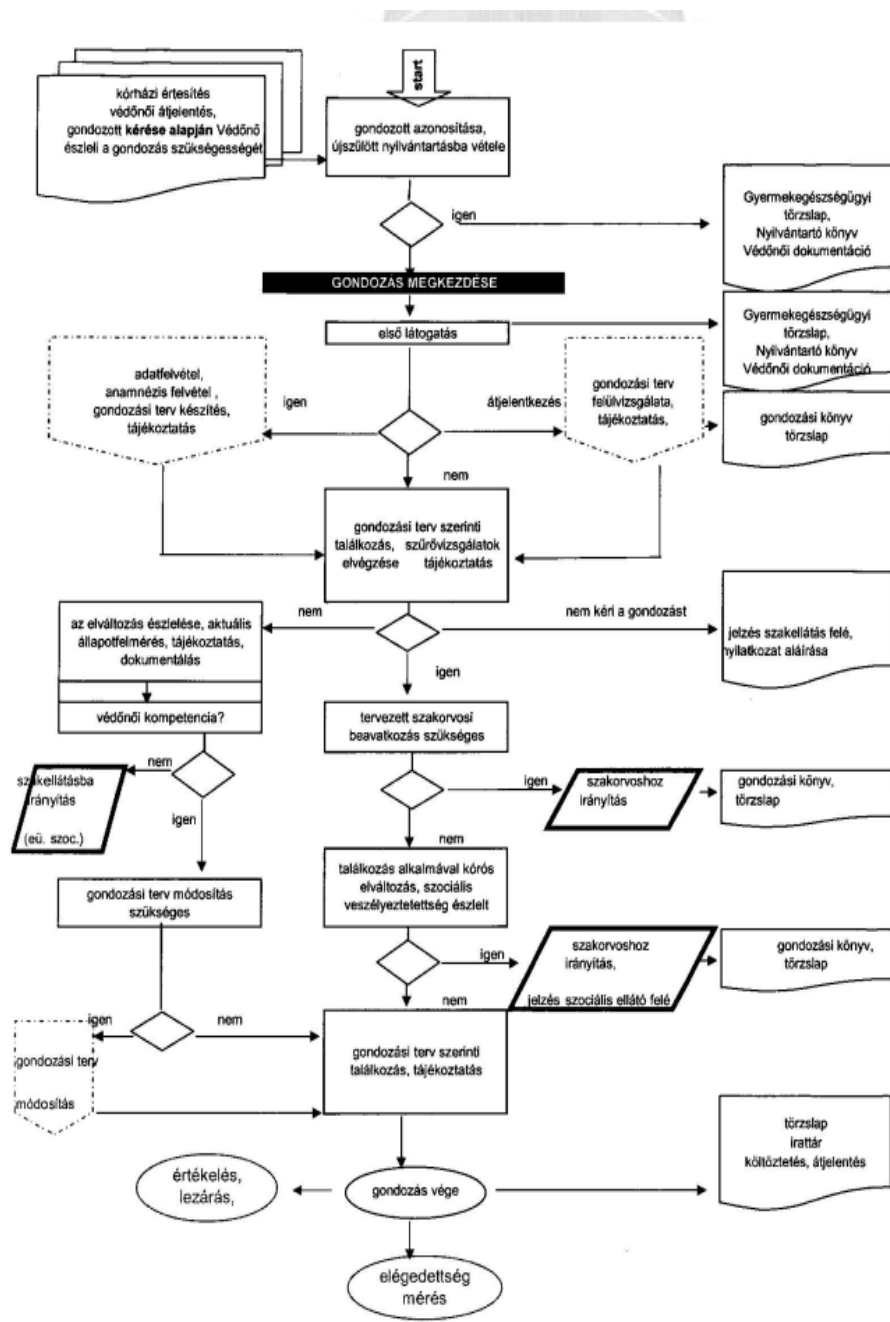 start
kórházi értesítés
védőnői átjelentés,
gondozott kérése alapján Védőnő
észleli a gondozás szükségességét
gondozott azonosítása,
újszülött nyilvántartásba vétele
igen
Gyermekegészségügyi
törzslap,
Nyilvántartó könyv
Védőnői dokumentáció
GONDOZÁS MEGKEZDÉSE
első látogatás
Gyermekegészségügyi
törzslap,
Nyilvántartó könyv
Védőnői dokumentáció
adatfelvétel,
anamnézis felvétel ,
gondozási terv készítés,
tájékoztatás
igen
átjelentkezés
gondozási terv
felülvizsgálata,
tájékoztatás,
gondozási könyv
törzslap
nem
gondozási terv szerinti
találkozás, szűrővizsgálatok
elvégzése tájékoztatás
nem
nem kéri a gondozást
jelzés szakellátás felé,
nyilatkozat aláírása
az elváltozás észlelése, aktuális
állapotfelmérés, tájékoztatás,
dokumentálás
igen
védőnői kompetencia?
tervezett szakorvosi
beavatkozás szükséges
nem
szakellátásba
irányítás
(eü. szoc.)
igen
igen
szakorvoshoz
irányítás
gondozási könyv,
törzslap
nem
gondozási terv módosítás
szükséges
találkozás alkalmával kórós
elváltozás, szociális
veszélyeztetettség észlelt
igen
szakorvoshoz
irányítás,
jelzés szociális ellátó felé
gondozási könyv,
törzslap
nem
igen
nem
gondozási terv
módosítás
gondozási terv szerinti
találkozás, tájékoztatás
törzslap
irattár
költöztetés, átjelentés
értékelés,
lezárás,
gondozás vége
elégedettség
mérés